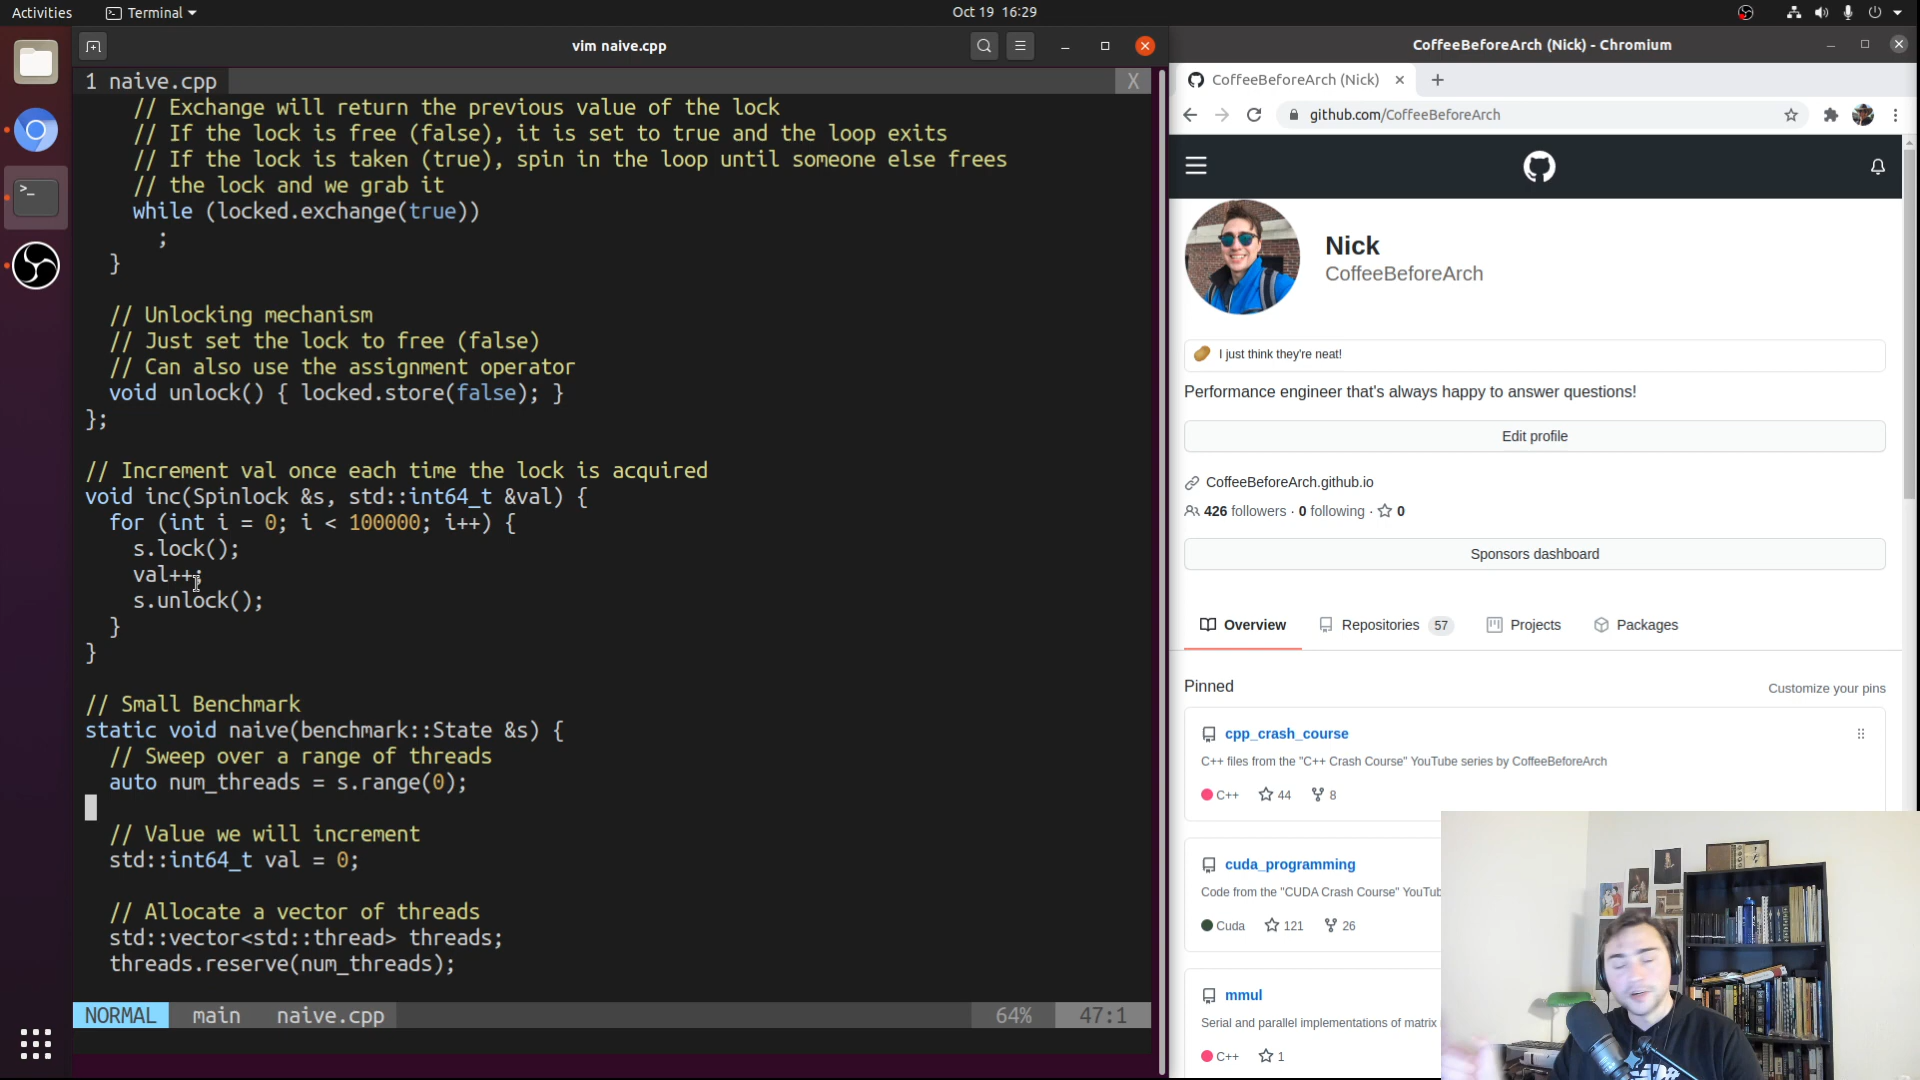 Activities
Terminal
Oct 19 16:29
vim naive.cpp
1 naive.cpp
X
// Exchange will return the previous value of the lock
// If the lock is free (false), it is set to true and the loop exits
// If the lock is taken (true), spin in the loop until someone else frees
// the lock and we grab it
while (locked.exchange(true))
;
}
// Unlocking mechanism
// Just set the lock to free (false)
// Can also use the assignment operator
void unlock() { locked.store(false); }
};
// Increment val once each time the lock is acquired
void inc(Spinlock &s, std::int64_t &val) {
for (int i = 0; i < 100000; i++) {
s.lock();
val++;
s.unlock();
}
}
// Small Benchmark
static void naive(benchmark::State &s) {
// Sweep over a range of threads
auto num_threads = s.range(0);
// Value we will increment
std::int64_t val = 0;
// Allocate a vector of threads
std::vector<std::thread> threads;
threads.reserve(num_threads);
NORMAL main naive.cpp 64% 47:1
CoffeeBeforeArch (Nick) - Chromium
CoffeeBeforeArch (Nick)
github.com/CoffeeBeforeArch
Nick
CoffeeBeforeArch
I just think they're neat!
Performance engineer that's always happy to answer questions!
Edit profile
CoffeeBeforeArch.github.io
426 followers · 0 following · 0
Sponsors dashboard
Overview Repositories 57 Projects Packages
Pinned
Customize your pins
cpp_crash_course
C++ files from the "C++ Crash Course" YouTube series by CoffeeBeforeArch
C++ 44 8
cuda_programming
Code from the "CUDA Crash Course" YouTub
Cuda 121 26
mmul
Serial and parallel implementations of matrix
C++ 1